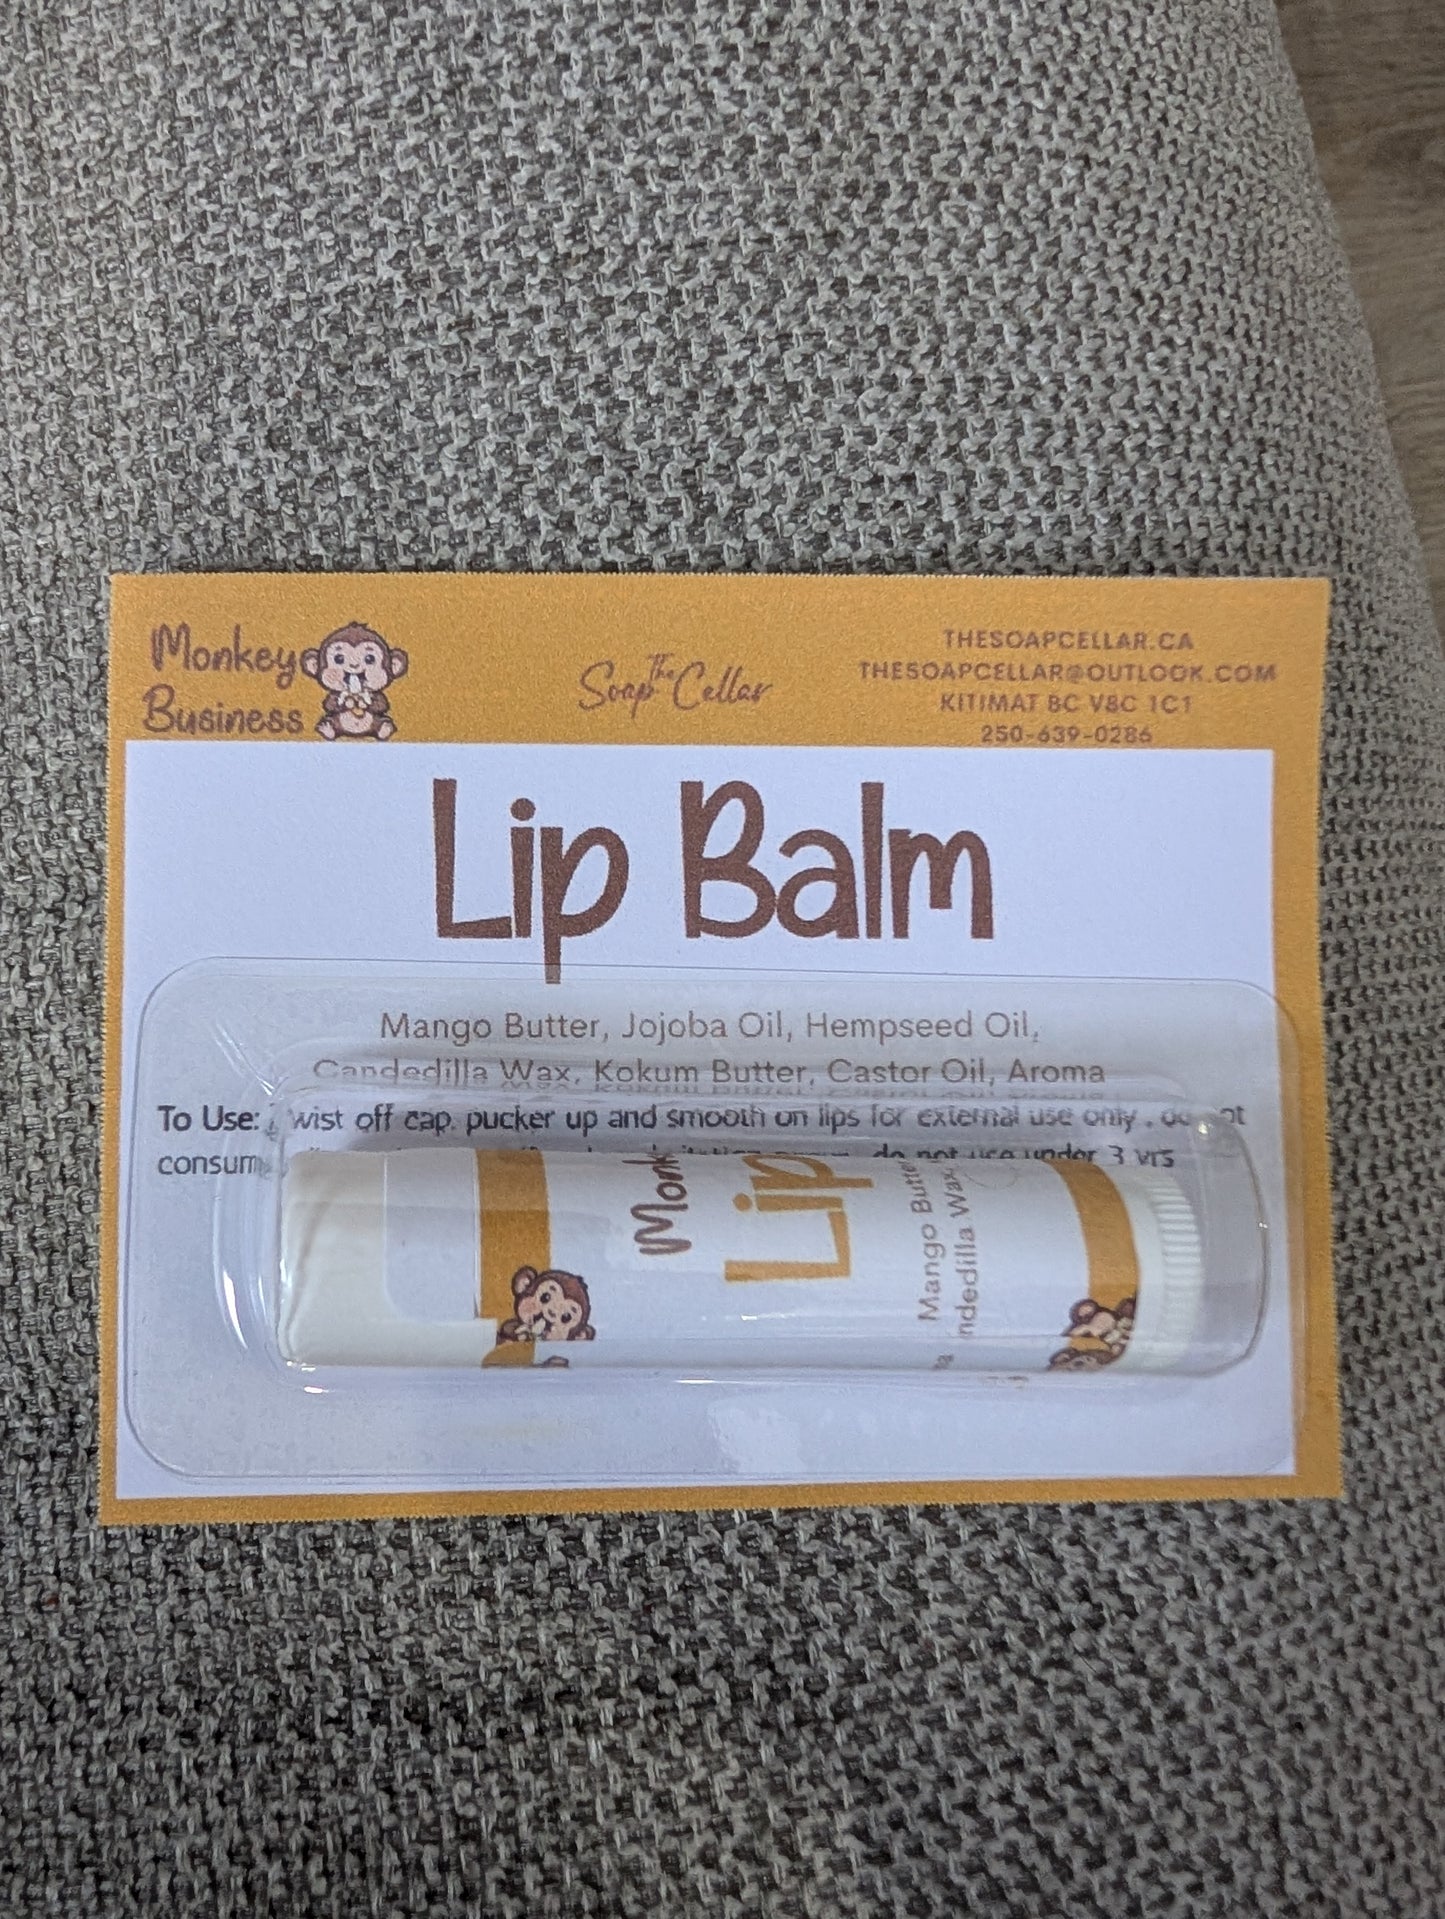 Monkey
Business
The
Soap Cellar
THESOAPCELLAR.CA
THESOAPCELLAR@OUTLOOK.COM
KITIMAT BC V8C 1C1
250-639-0286
Lip Balm
Mango Butter, Jojoba Oil, Hempseed Oil,
Candedilla Wax, Kokum Butter, Castor Oil, Aroma
To Use: wist off cap. pucker up and smooth on lips for external use only . do ot
consum do not use under 3 yrs
Monk
Lip
Mango Butte
ndedilla Wax